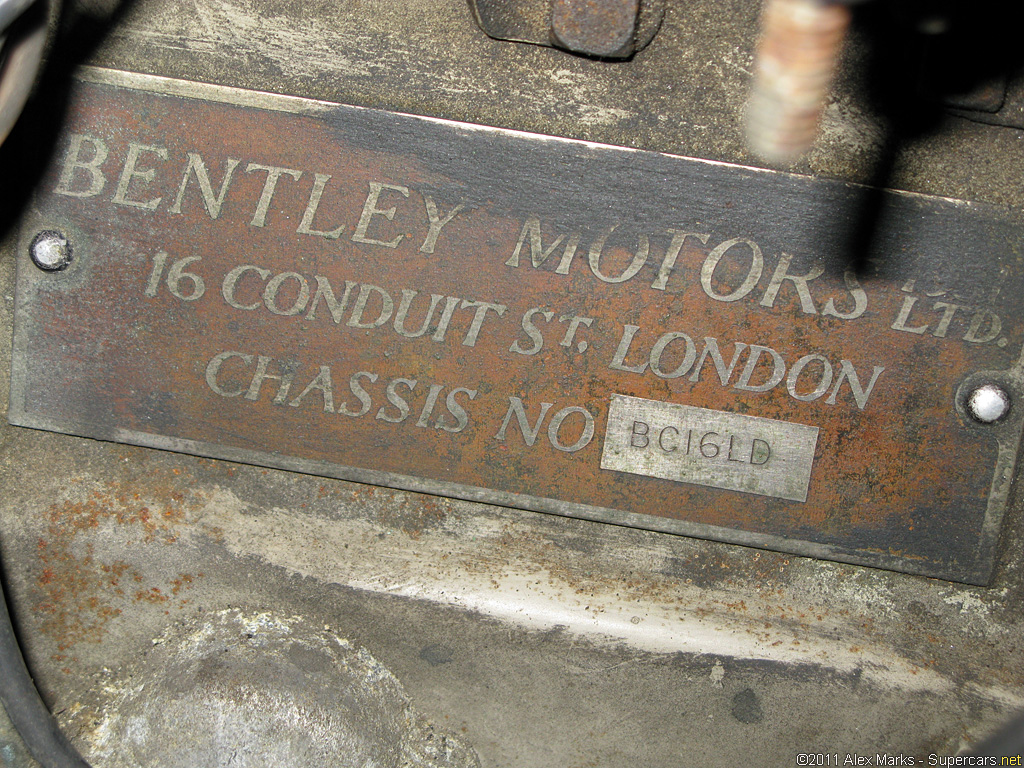 BENTLEY MOTORS LTD.
16 CONDUIT ST. LONDON
CHASSIS NO BC16LD
©2011 Alex Marks - Supercars.net